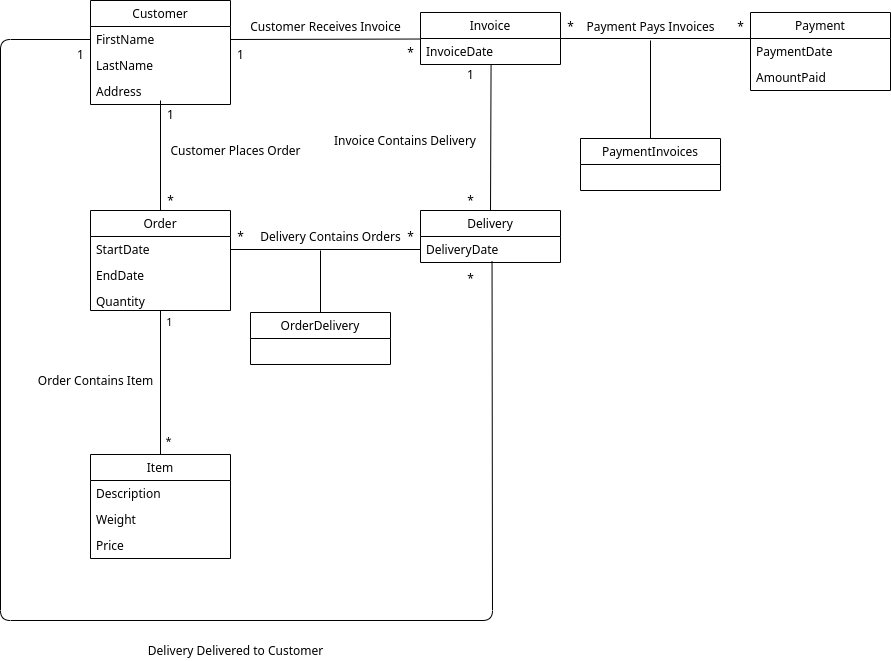 Customer
FirstName
LastName
Address
Customer Receives Invoice
1
1
*
Invoice
InvoiceDate
* Payment Pays Invoices *
Payment
PaymentDate
AmountPaid
1
Customer Places Order
*
1
Invoice Contains Delivery
*
PaymentInvoices
Order
StartDate
EndDate
Quantity
* Delivery Contains Orders *
Delivery
DeliveryDate
*
OrderDelivery
1
Order Contains Item
*
Item
Description
Weight
Price
Delivery Delivered to Customer